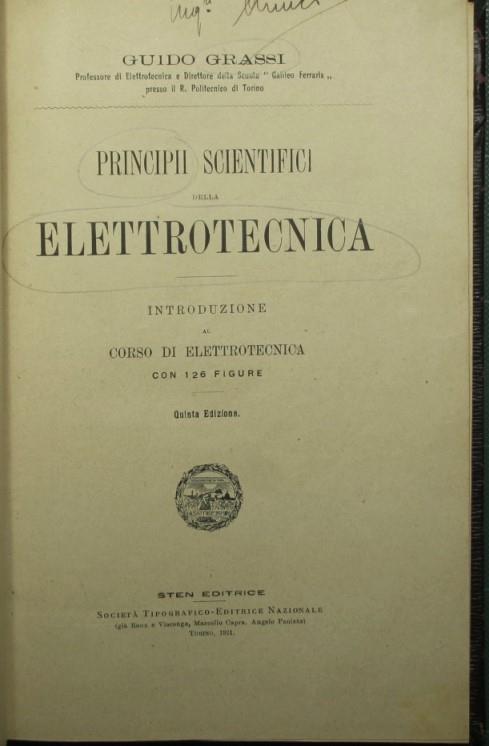 Ing.
GUIDO GRASSI
Professore di Elettrotecnica e Direttore della Scuola “ Galileo Ferraris „
presso il R. Politecnico di Torino
PRINCIPII SCIENTIFICI
DELLA
ELETTROTECNICA
INTRODUZIONE
AL
CORSO DI ELETTROTECNICA
CON 126 FIGURE
Quinta Edizione.
STEN EDITRICE
SOCIETÀ TIPOGRAFICO-EDITRICE NAZIONALE
(già Roux e Viarengo, Marcello Capra, Angelo Panizza)
TORINO, 1921.